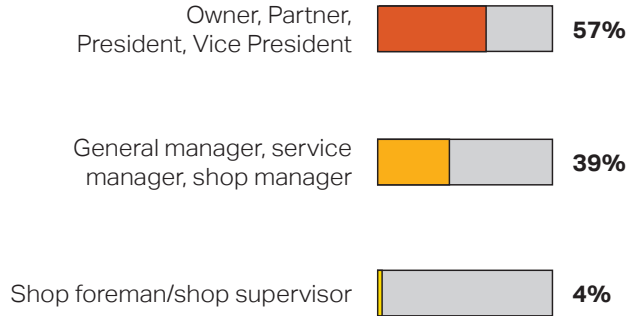 Owner, Partner,
President, Vice President
57%
General manager, service
manager, shop manager
39%
Shop foreman/shop supervisor
4%